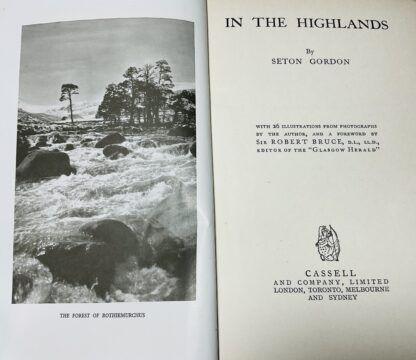 THE FOREST OF ROTHIEMURCHUS
IN THE HIGHLANDS
By
SETON GORDON
WITH 26 ILLUSTRATIONS FROM PHOTOGRAPHS
BY THE AUTHOR, AND A FOREWORD BY
SIR ROBERT BRUCE, D.L., LL.D.,
EDITOR OF THE "GLASGOW HERALD"
CASSELL
AND COMPANY, LIMITED
LONDON, TORONTO, MELBOURNE
AND SYDNEY